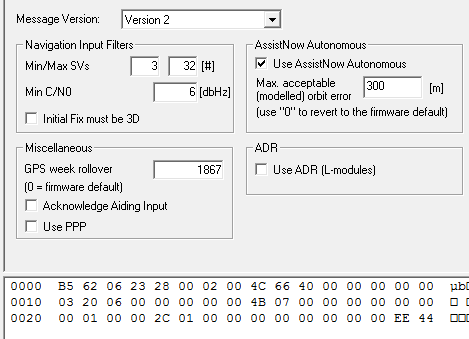 Message Version: Version 2
Navigation Input Filters
Min/Max SVs 3 32 [#]
Min C/N0 6 [dbHz]
Initial Fix must be 3D
AssistNow Autonomous
Use AssistNow Autonomous
Max. acceptable (modelled) orbit error 300 [m]
(use "0" to revert to the firmware default)
Miscellaneous
GPS week rollover 1867
(0 = firmware default)
Acknowledge Aiding Input
Use PPP
ADR
Use ADR (L-modules)
0000 B5 62 06 23 28 00 02 00 4C 66 40 00 00 00 00 00 µb
0010 03 20 06 00 00 00 00 00 4B 07 00 00 00 00 00 00
0020 00 01 00 00 2C 01 00 00 00 00 00 00 00 00 EE 44